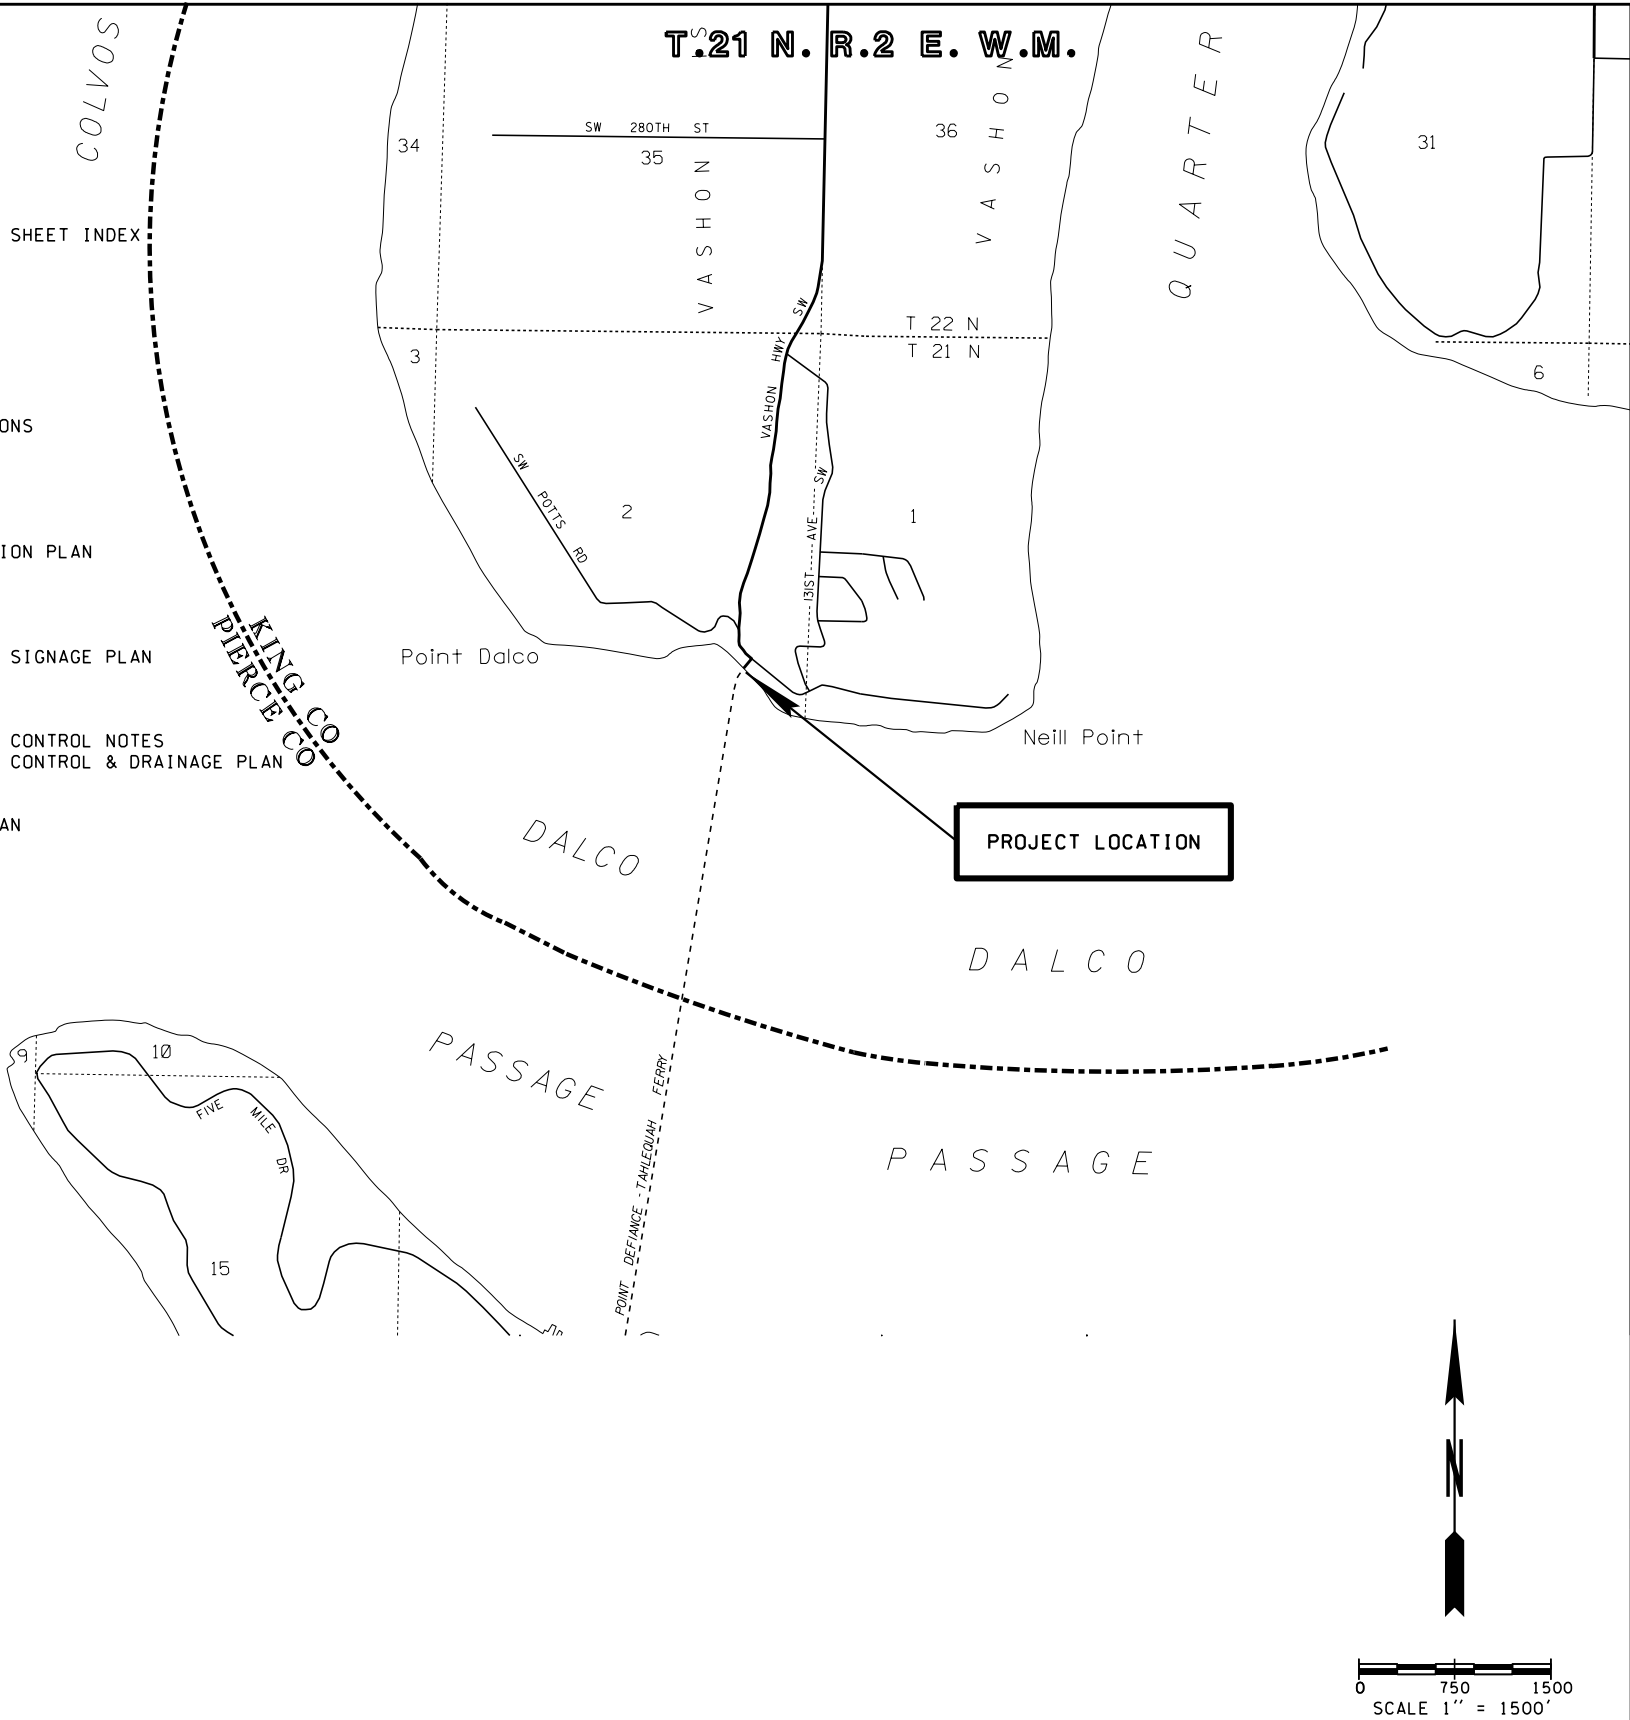 T.21 N. R.2 E. W.M.
COLVOS
QUARTER
SW 280TH ST
34
35
36
31
VASHON IS
VASHON
SHEET INDEX
T 22 N
T 21 N
3
6
VASHON HWY SW
ONS
SW POTTS RD
2
1
131ST AVE SW
ION PLAN
KING CO
PIERCE CO
SIGNAGE PLAN
Point Dalco
Neill Point
CONTROL NOTES
CONTROL & DRAINAGE PLAN
AN
PROJECT LOCATION
DALCO
PASSAGE
DALCO
PASSAGE
9
10
FIVE MILE DR
15
POINT DEFIANCE - TAHLEQUAH FERRY
N
0 750 1500
SCALE 1" = 1500'